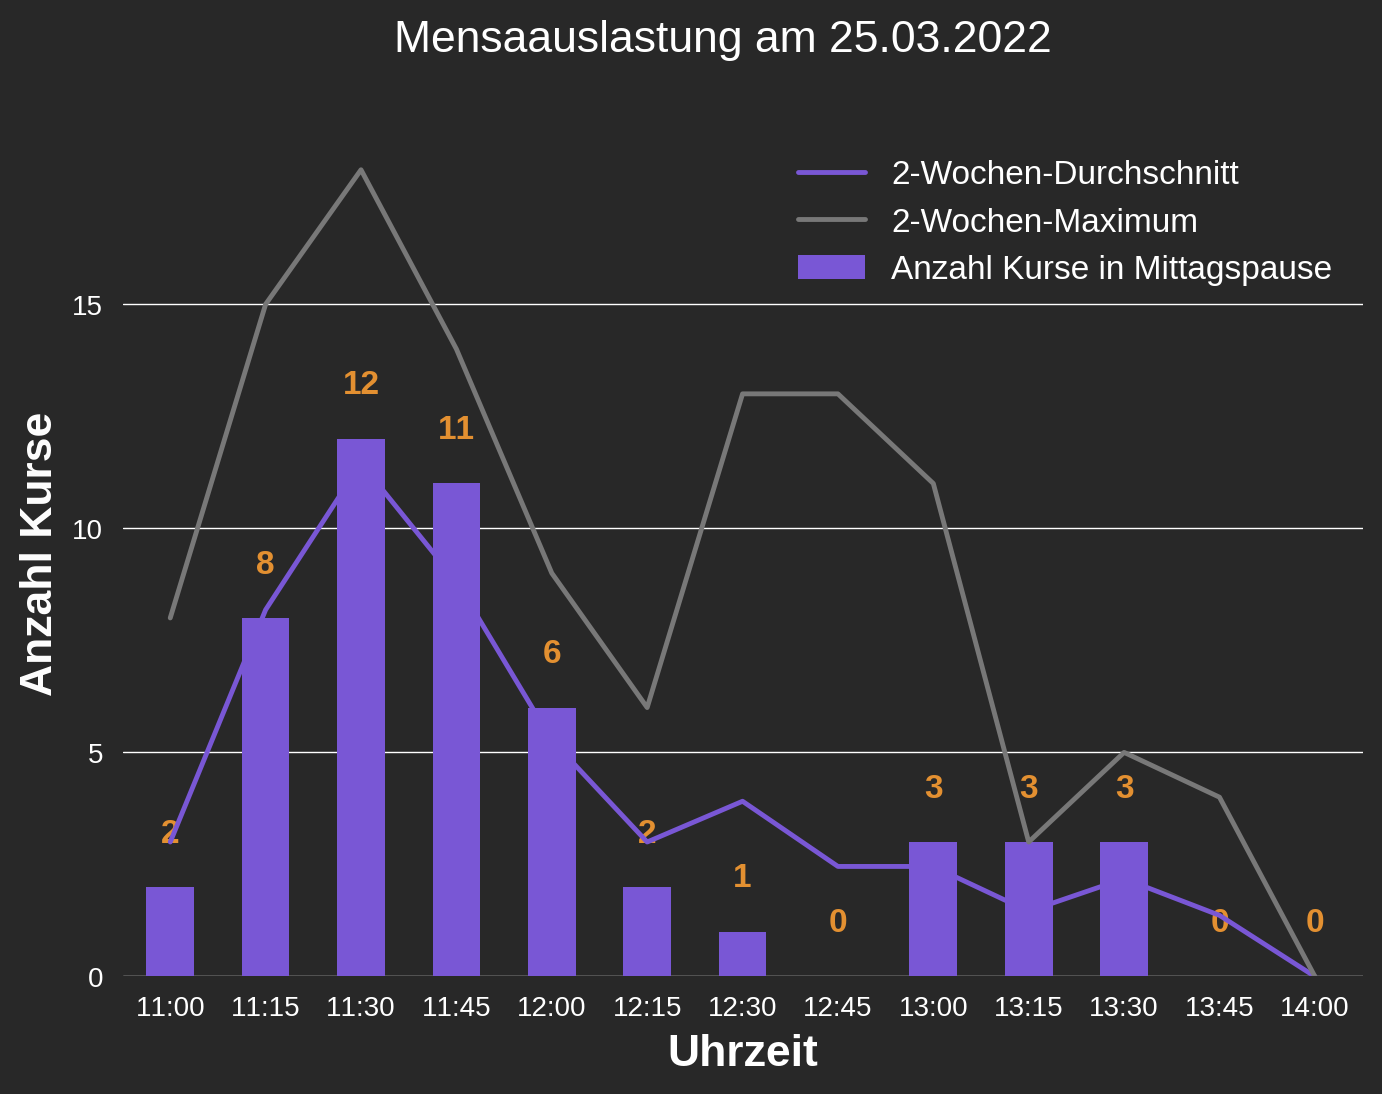 Mensaauslastung am 25.03.2022
2-Wochen-Durchschnitt
2-Wochen-Maximum
Anzahl Kurse in Mittagspause
Anzahl Kurse
15
10
5
0
2
8
12
11
6
2
1
0
3
3
3
0
0
11:00 11:15 11:30 11:45 12:00 12:15 12:30 12:45 13:00 13:15 13:30 13:45 14:00
Uhrzeit